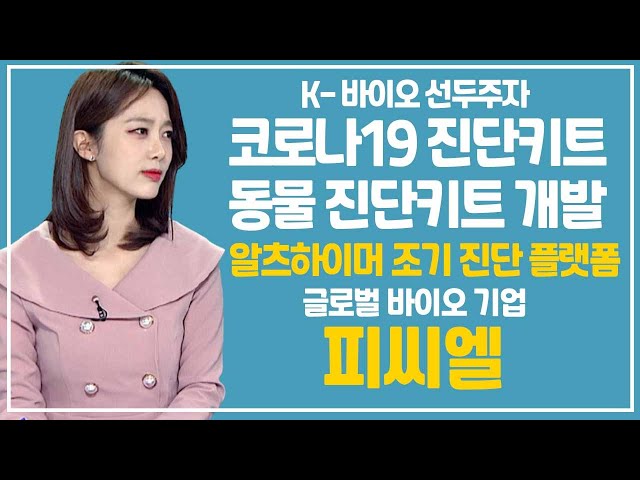 K- 바이오 선두주자
코로나19 진단키트
동물 진단키트 개발
알츠하이머 조기 진단 플랫폼
글로벌 바이오 기업
피씨엘